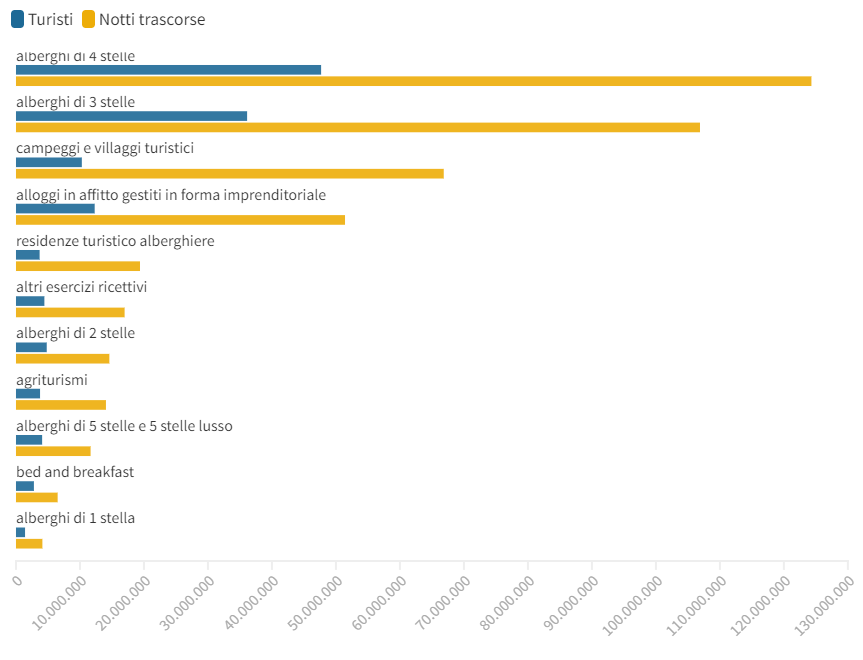 Turisti Notti trascorse
alberghi di 4 stelle
alberghi di 3 stelle
campeggi e villaggi turistici
alloggi in affitto gestiti in forma imprenditoriale
residenze turistico alberghiere
altri esercizi ricettivi
alberghi di 2 stelle
agriturismi
alberghi di 5 stelle e 5 stelle lusso
bed and breakfast
alberghi di 1 stella
0 10.000.000 20.000.000 30.000.000 40.000.000 50.000.000 60.000.000 70.000.000 80.000.000 90.000.000 100.000.000 110.000.000 120.000.000 130.000.000